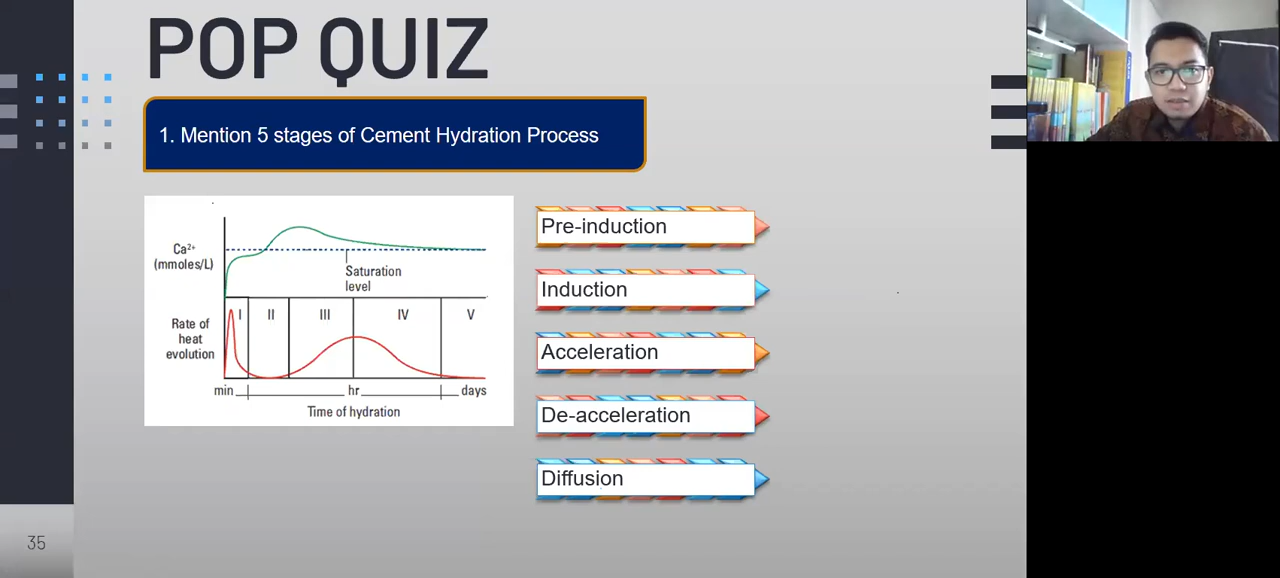 POP QUIZ
1. Mention 5 stages of Cement Hydration Process
Ca²⁺
(mmoles/L)
Saturation
level
Rate of
heat
evolution
I II III IV V
min hr days
Time of hydration
Pre-induction
Induction
Acceleration
De-acceleration
Diffusion
35